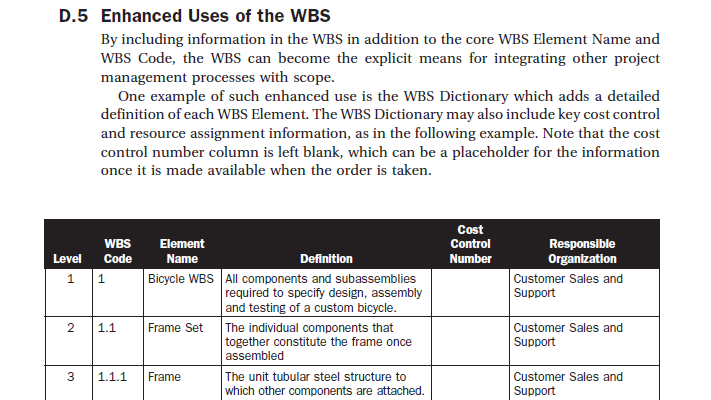 D.5 Enhanced Uses of the WBS
By including information in the WBS in addition to the core WBS Element Name and
WBS Code, the WBS can become the explicit means for integrating other project
management processes with scope.
One example of such enhanced use is the WBS Dictionary which adds a detailed
definition of each WBS Element. The WBS Dictionary may also include key cost control
and resource assignment information, as in the following example. Note that the cost
control number column is left blank, which can be a placeholder for the information
once it is made available when the order is taken.
Level WBS Code Element Name Definition Cost Control Number Responsible Organization
1 1 Bicycle WBS All components and subassemblies Customer Sales and
required to specify design, assembly Support
and testing of a custom bicycle.
2 1.1 Frame Set The individual components that Customer Sales and
together constitute the frame once Support
assembled
3 1.1.1 Frame The unit tubular steel structure to Customer Sales and
which other components are attached. Support